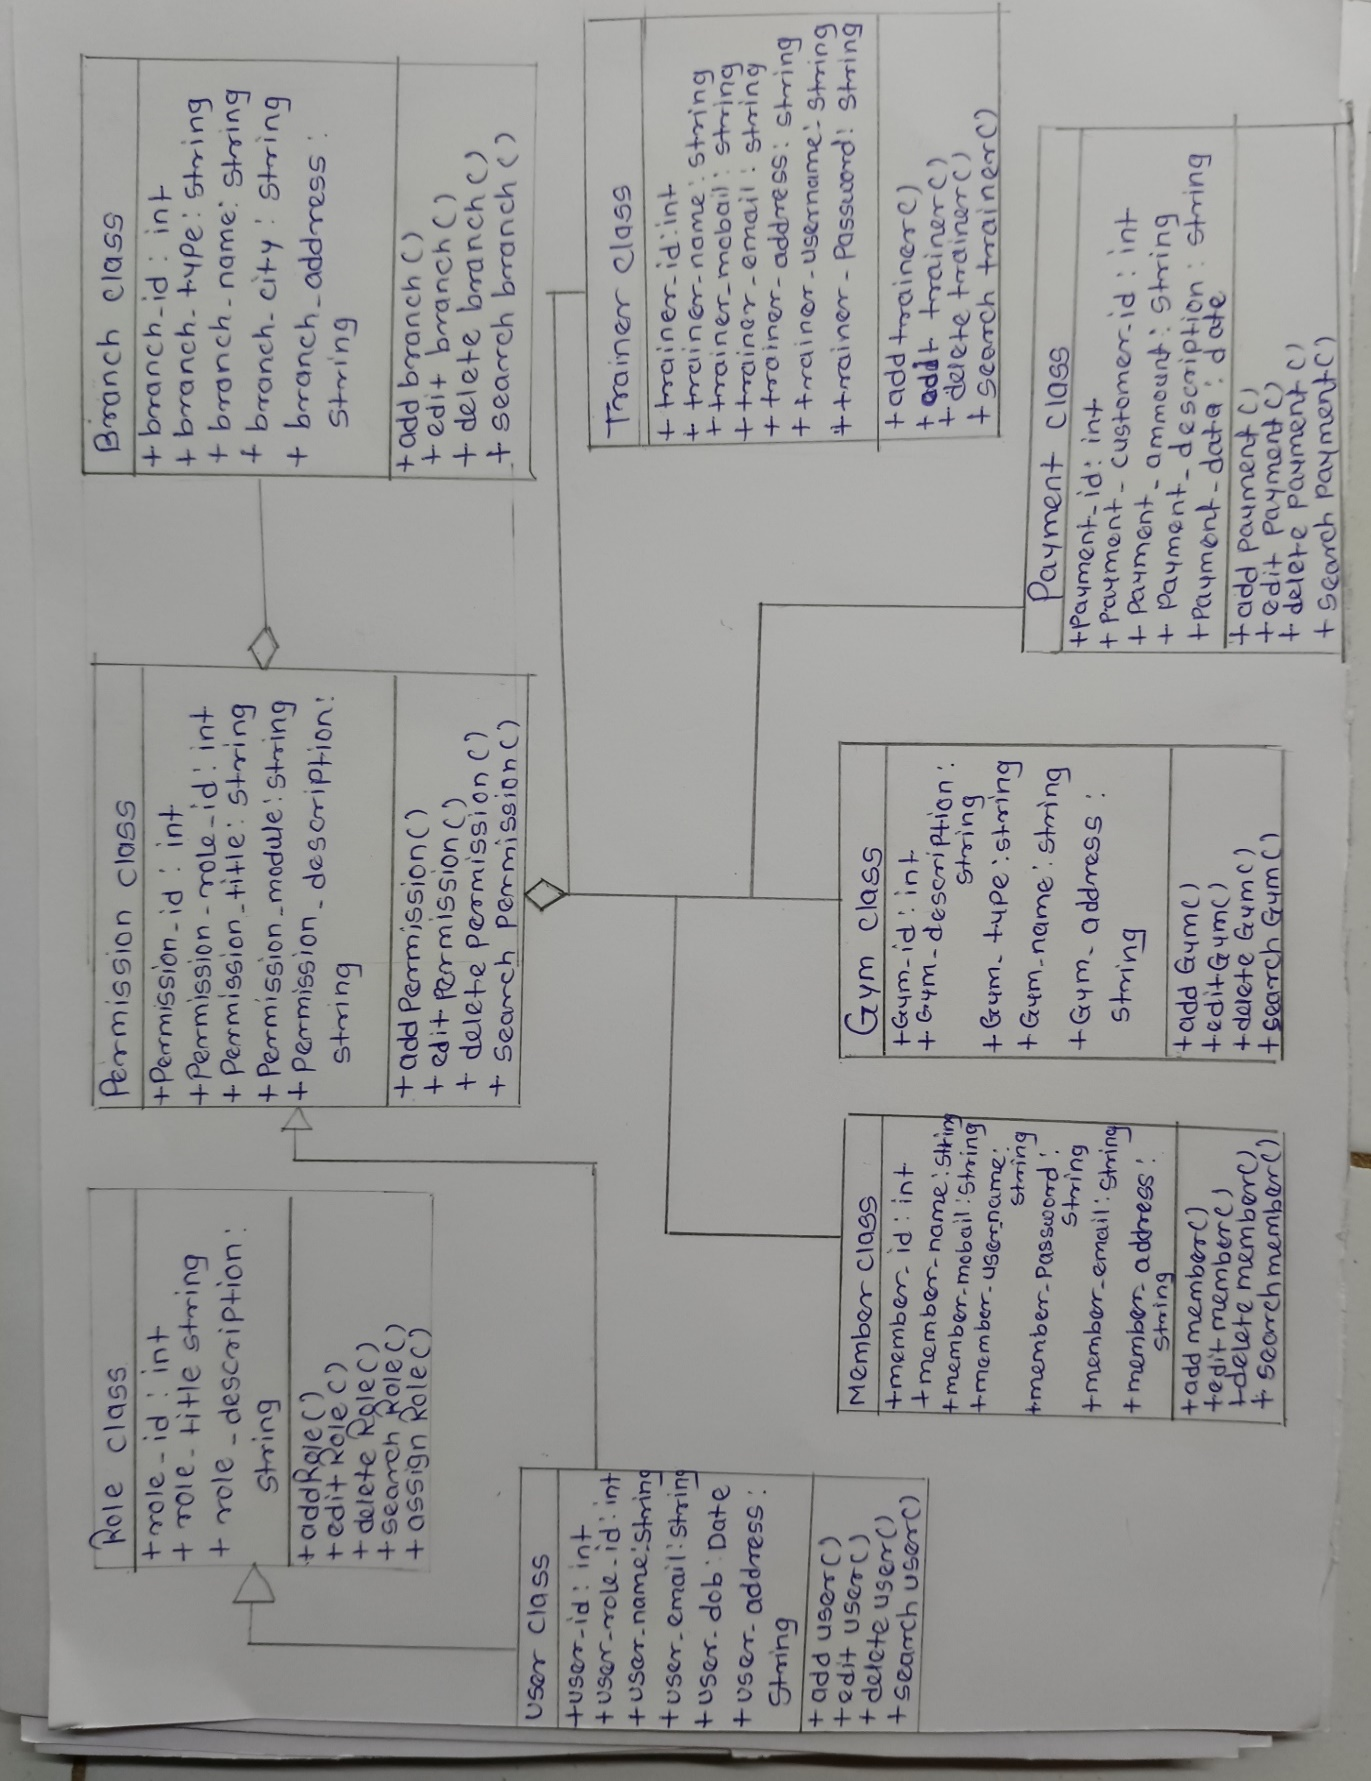 Role class
+ role_id : int
+ role_title string
+ role_description :
string
+ addRole()
+ edit Role()
+ delete Role()
+ search Role()
+ assign Role()
Permission class
+Permission_id : int
+Permission_role_id : int
+Permission_title : string
+Permission_module : string
+Permission_description :
string
+addPermission()
+edit Permission()
+ delete Permission()
+ search Permission()
Branch class
+ branch_id : int
+ branch_type : string
+ branch_name : string
+ branch_city : string
+ branch_address :
string
+add branch()
+edit branch()
+ delete branch()
+ search branch()
User class
+user_id : int
+user_role_id : int
+ user_name : string
+user_email : string
+ user_dob : Date
+ user_address :
string
+ add user()
+edit user()
+ delete user()
+ search user()
Member class
+member_id : int
+member_name : string
+member_mobail : string
+member_username :
string
+member_Password :
string
+member_email : string
+ member_address :
string
+add member()
+edit member()
+delete member()
+ search member()
Gym class
+Gym_id : int
+ Gym_description :
string
+Gym_type : string
+Gym_name : string
+Gym_address :
string
+add Gym()
+edit Gym()
+delete Gym()
+search Gym()
Payment class
+Payment_id : int
+ Payment_customer_id : int
+ Payment_ammount : string
+ Payment_description : string
+Payment_data : date
+add Payment()
+edit Payment()
+ delete Payment()
+ search Payment()
Trainer class
+ trainer_id : int
+ trainer_name : string
+ trainer_mobail : string
+ trainer_email : string
+ trainer_address : string
+ trainer_username : string
+ trainer_Password : string
+add trainer()
+edit trainer()
+ delete trainer()
+ search trainer()